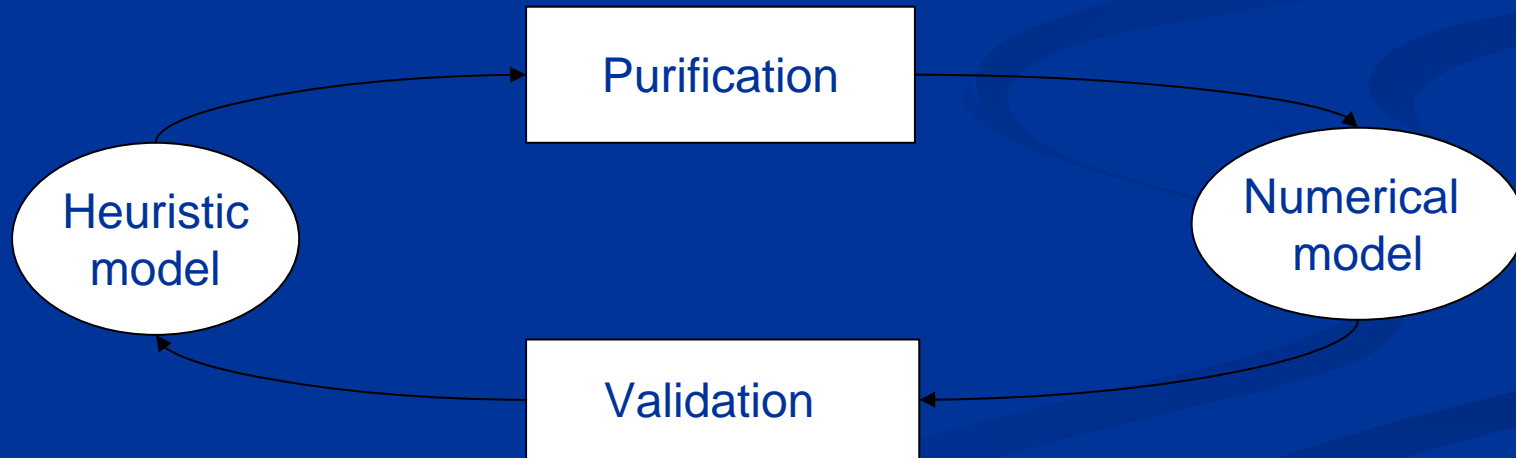 Purification
Heuristic
model
Numerical
model
Validation